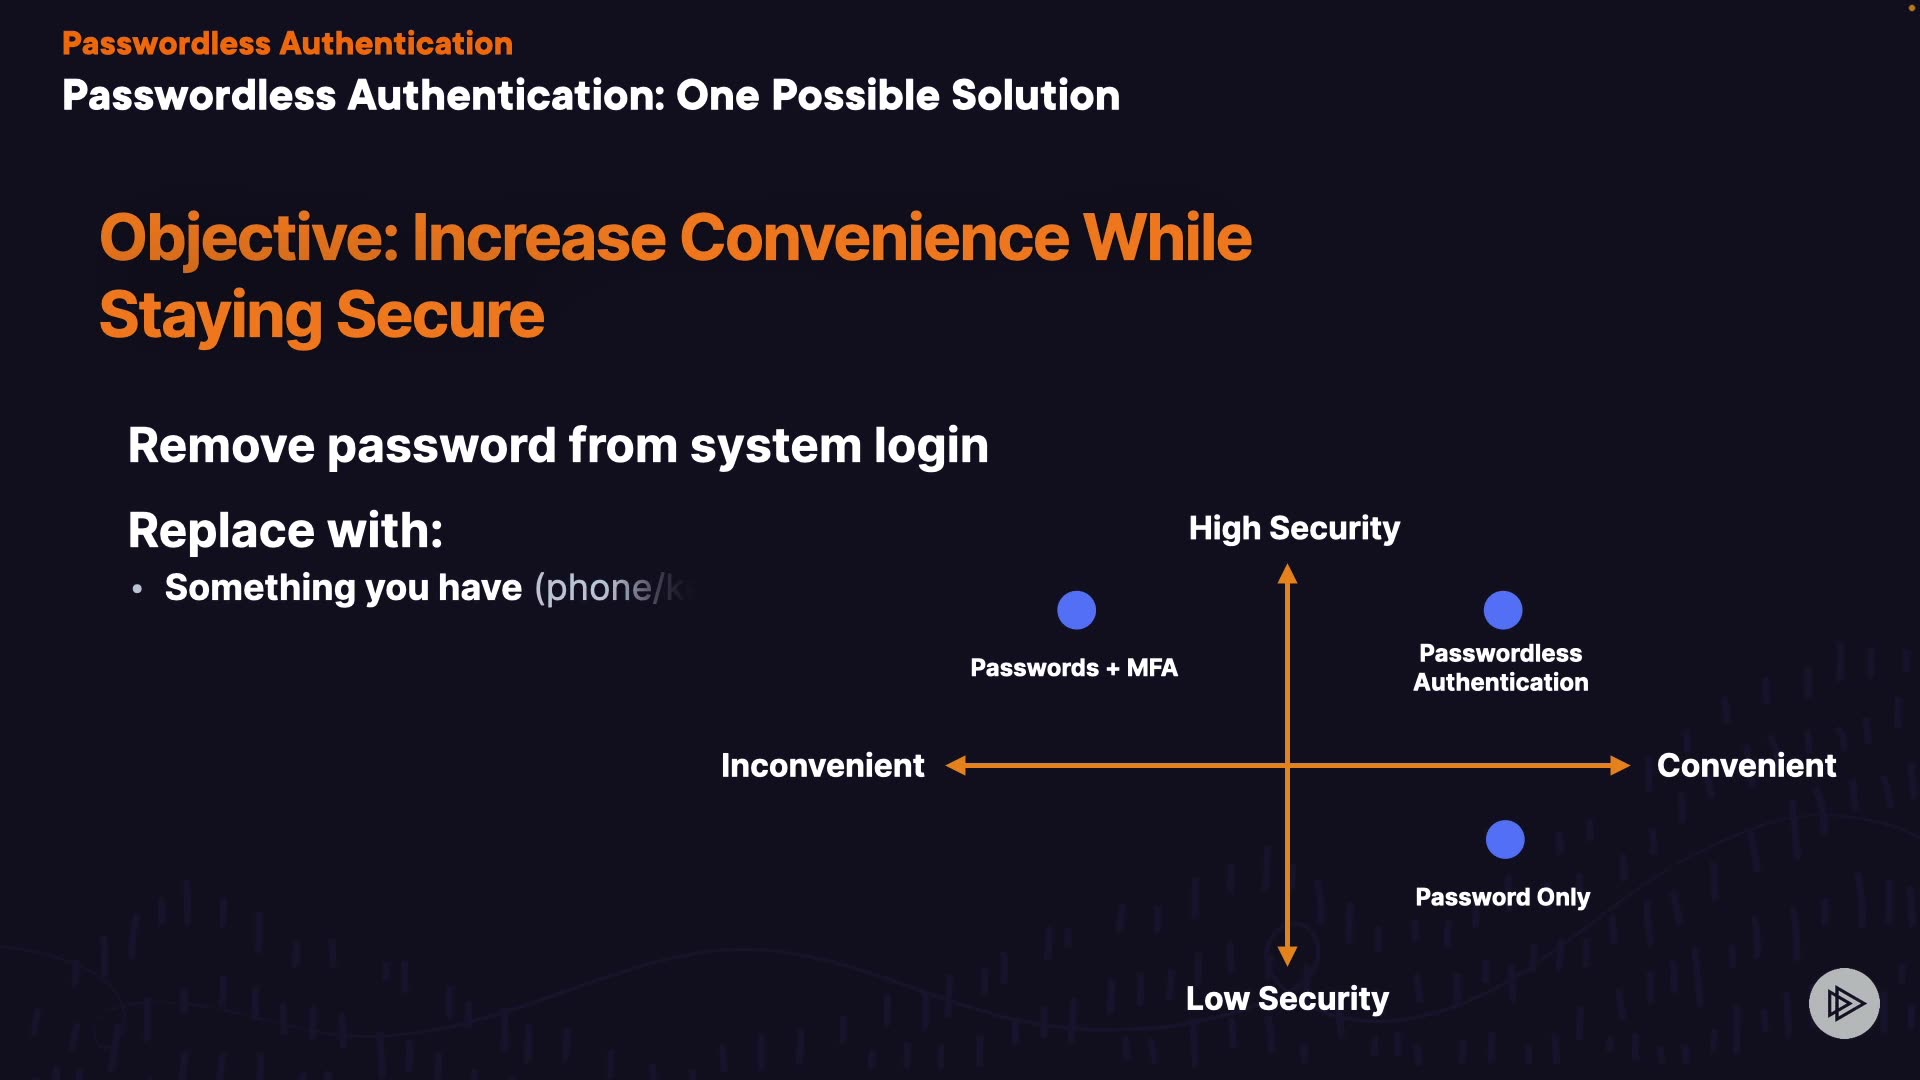 Passwordless Authentication
Passwordless Authentication: One Possible Solution
Objective: Increase Convenience While
Staying Secure
Remove password from system login
Replace with:
• Something you have (phone/
High Security
Passwords + MFA
Passwordless
Authentication
Inconvenient
Convenient
Password Only
Low Security